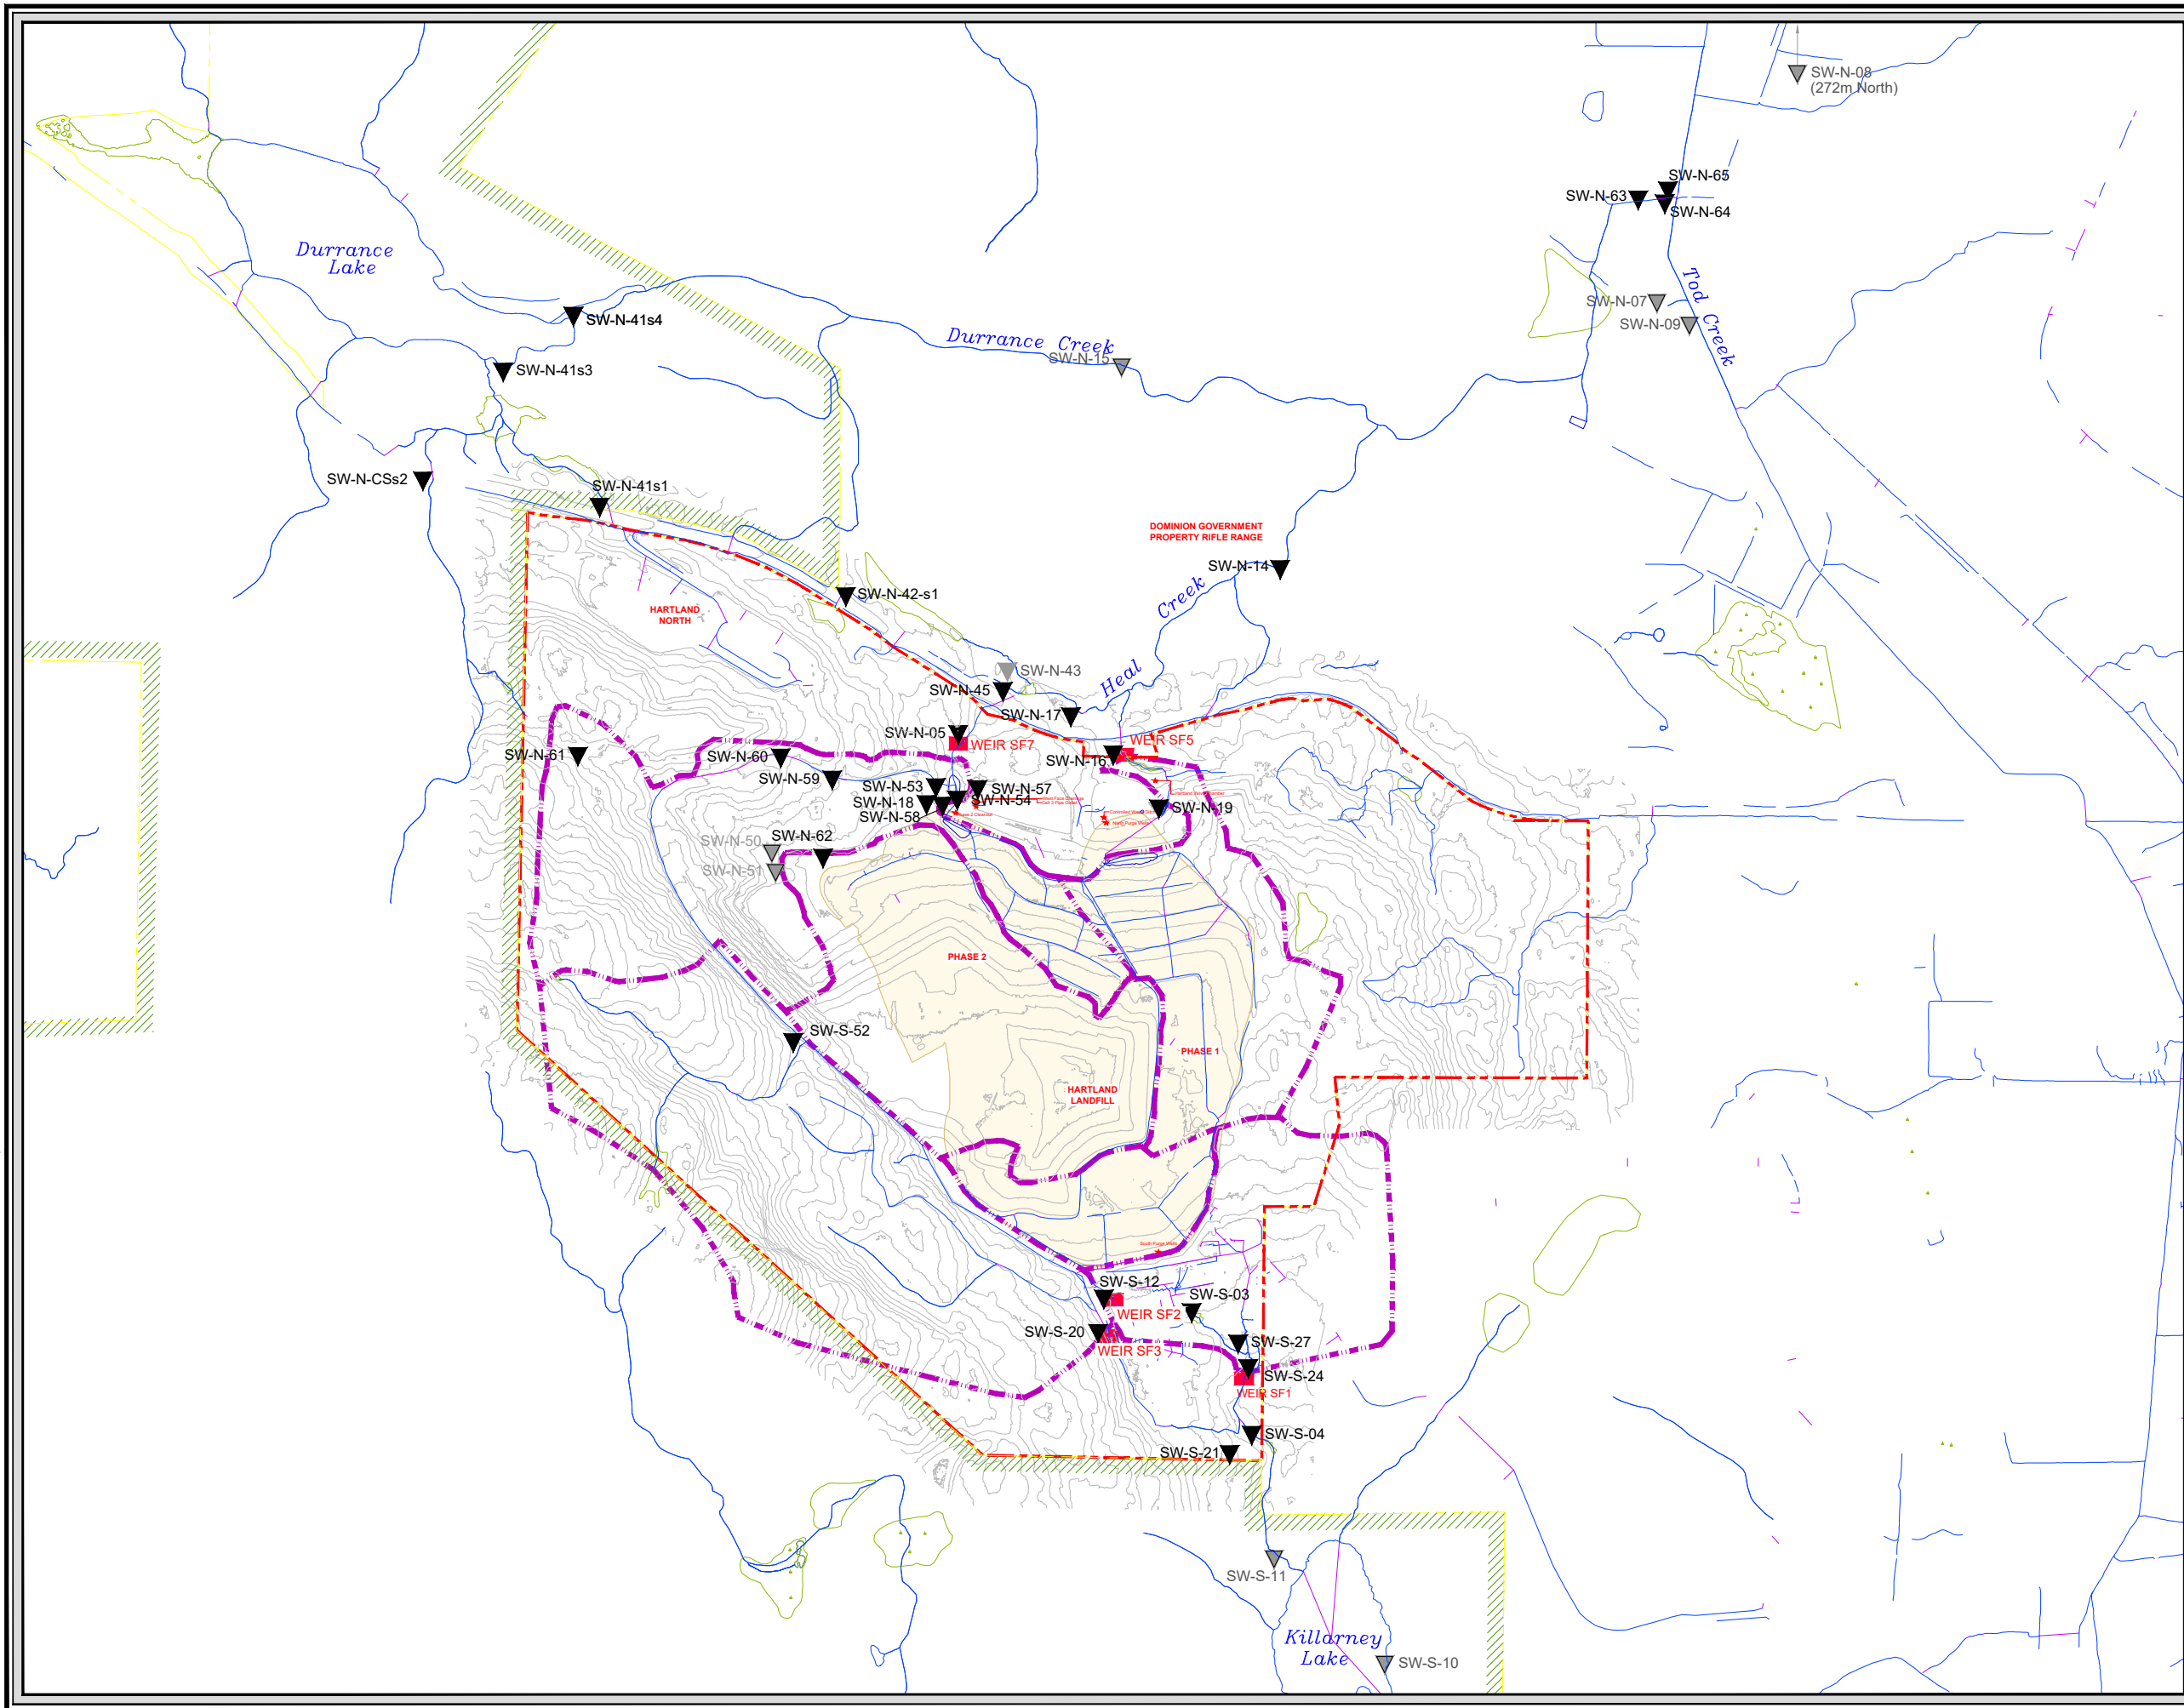 SW-N-08
(272m North)
SW-N-65
SW-N-63
SW-N-64
Durrance
Lake
Tod Creek
SW-N-07
SW-N-41s4
SW-N-09
Durrance Creek
SW-N-15
SW-N-41s3
SW-N-CSs2
SW-N-41s1
DOMINION GOVERNMENT
PROPERTY RIFLE RANGE
SW-N-14
Heal Creek
SW-N-42-s1
HARTLAND
NORTH
SW-N-43
SW-N-45
SW-N-17
SW-N-05
WEIR SF7
WEIR SF5
SW-N-61
SW-N-60
SW-N-16
SW-N-59
SW-N-53
SW-N-57
SW-N-18
SW-N-54
SW-N-58
SW-N-19
North Purge Wells
SW-N-50
SW-N-62
SW-N-51
PHASE 2
SW-S-52
PHASE 1
HARTLAND
LANDFILL
South Purge Wells
SW-S-12
SW-S-03
WEIR SF2
SW-S-20
WEIR SF3
SW-S-27
SW-S-24
WEIR SF1
SW-S-04
SW-S-21
SW-S-11
Killarney
Lake
SW-S-10